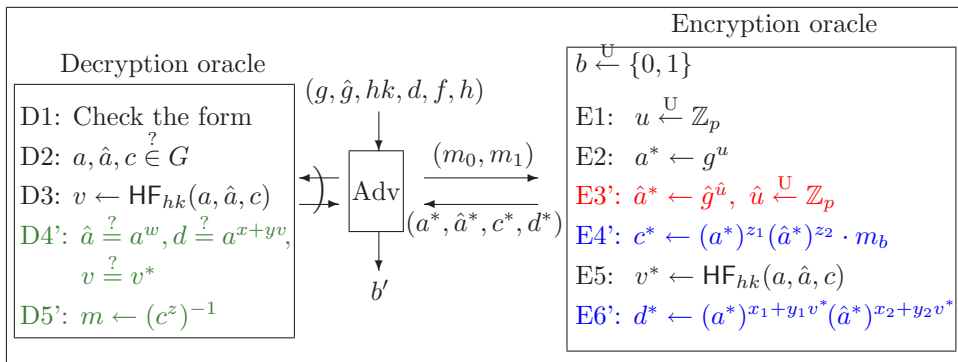 Encryption oracle
Decryption oracle
b ←U {0, 1}
(g, ĝ, hk, d, f, h)
D1: Check the form
D2: a, â, c ∈? G
D3: v ← HF_hk(a, â, c)
D4': â =? a^w, d =? a^{x+yv},
v =? v*
D5': m ← (c^z)^{-1}
)
Adv
(m_0, m_1)
(a*, â*, c*, d*)
b'
E1: u ←U ℤ_p
E2: a* ← g^u
E3': â* ← ĝ^û, û ←U ℤ_p
E4': c* ← (a*)^{z_1}(â*)^{z_2} · m_b
E5: v* ← HF_hk(a, â, c)
E6': d* ← (a*)^{x_1+y_1v*}(â*)^{x_2+y_2v*}